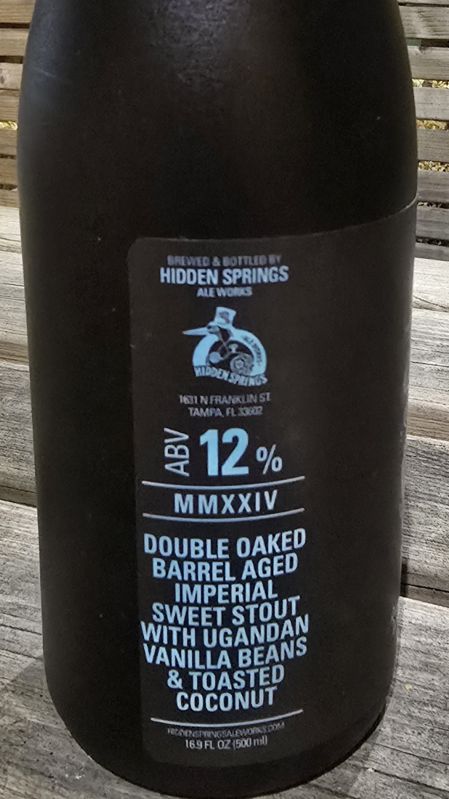 BREWED & BOTTLED BY
HIDDEN SPRINGS
ALE WORKS
ALE WORKS
HIDDEN SPRINGS
1631 N FRANKLIN ST
TAMPA, FL 33602
ABV 12%
MMXXIV
DOUBLE OAKED
BARREL AGED
IMPERIAL
SWEET STOUT
WITH UGANDAN
VANILLA BEANS
& TOASTED
COCONUT
HIDDENSPRINGSALEWORKS.COM
16.9 FL OZ (500 ml)